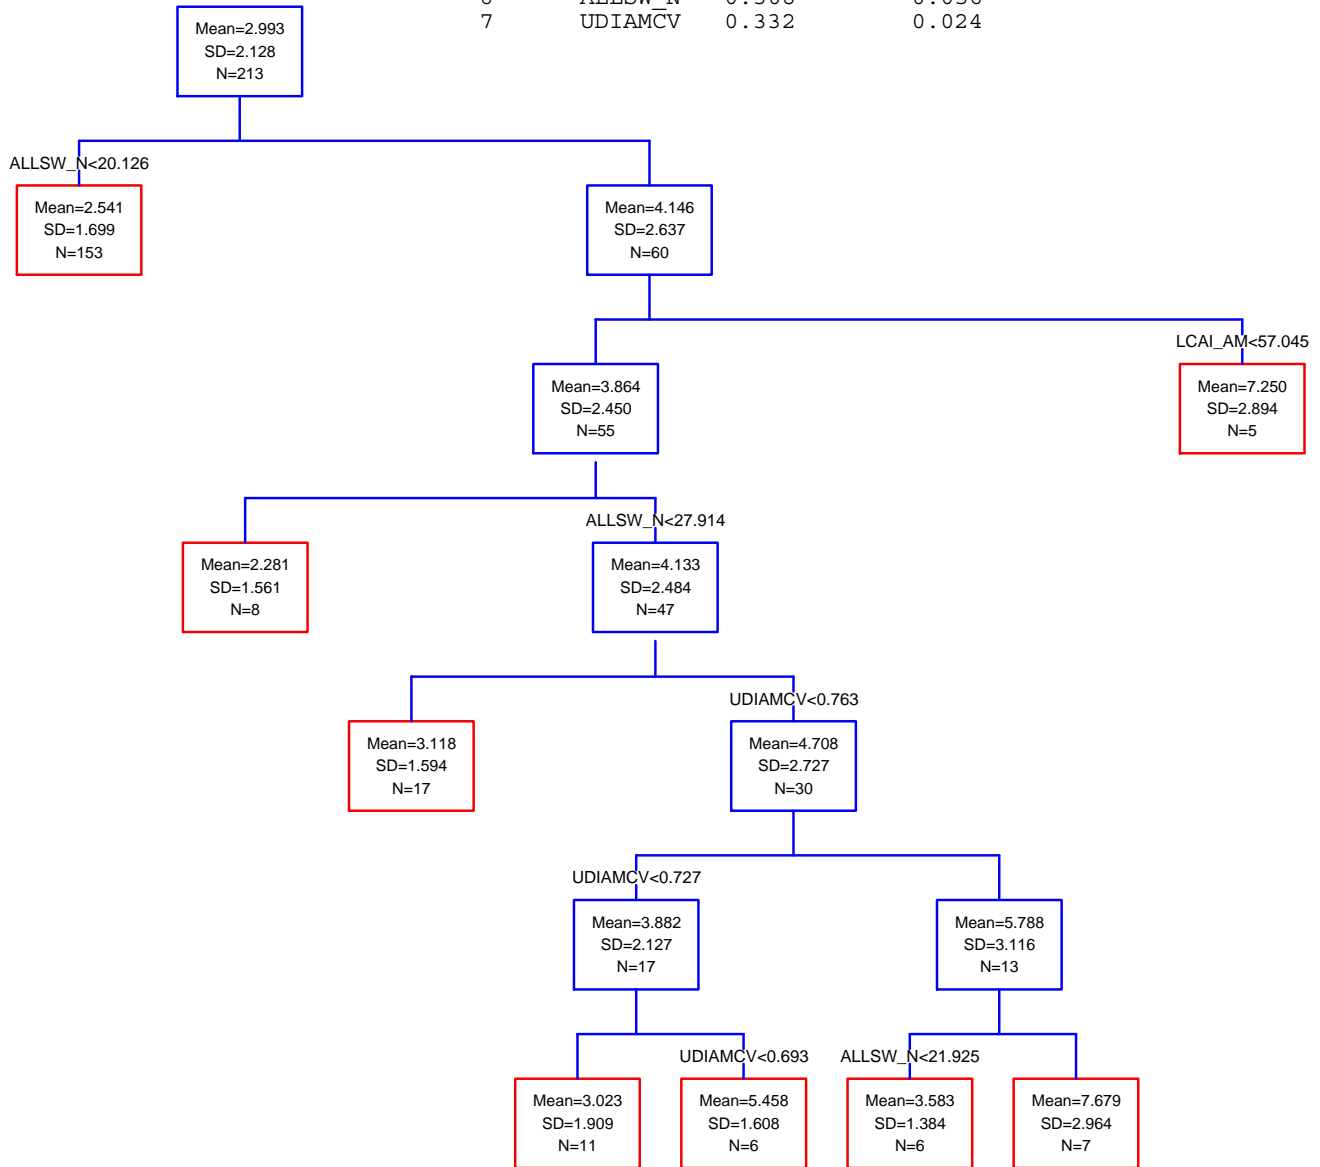 7 UDIAMCV 0.332 0.024
Mean=2.993
SD=2.128
N=213
ALLSW_N<20.126
Mean=2.541
SD=1.699
N=153
Mean=4.146
SD=2.637
N=60
LCAI_AM<57.045
Mean=3.864
SD=2.450
N=55
Mean=7.250
SD=2.894
N=5
ALLSW_N<27.914
Mean=2.281
SD=1.561
N=8
Mean=4.133
SD=2.484
N=47
UDIAMCV<0.763
Mean=3.118
SD=1.594
N=17
Mean=4.708
SD=2.727
N=30
UDIAMCV<0.727
Mean=3.882
SD=2.127
N=17
Mean=5.788
SD=3.116
N=13
UDIAMCV<0.693
ALLSW_N<21.925
Mean=3.023
SD=1.909
N=11
Mean=5.458
SD=1.608
N=6
Mean=3.583
SD=1.384
N=6
Mean=7.679
SD=2.964
N=7